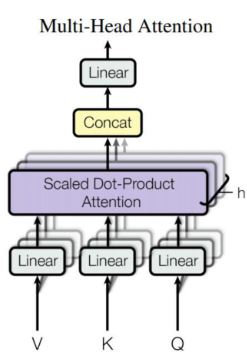 Multi-Head Attention
Linear
Concat
Scaled Dot-Product
Attention
h
Linear
Linear
Linear
V
K
Q